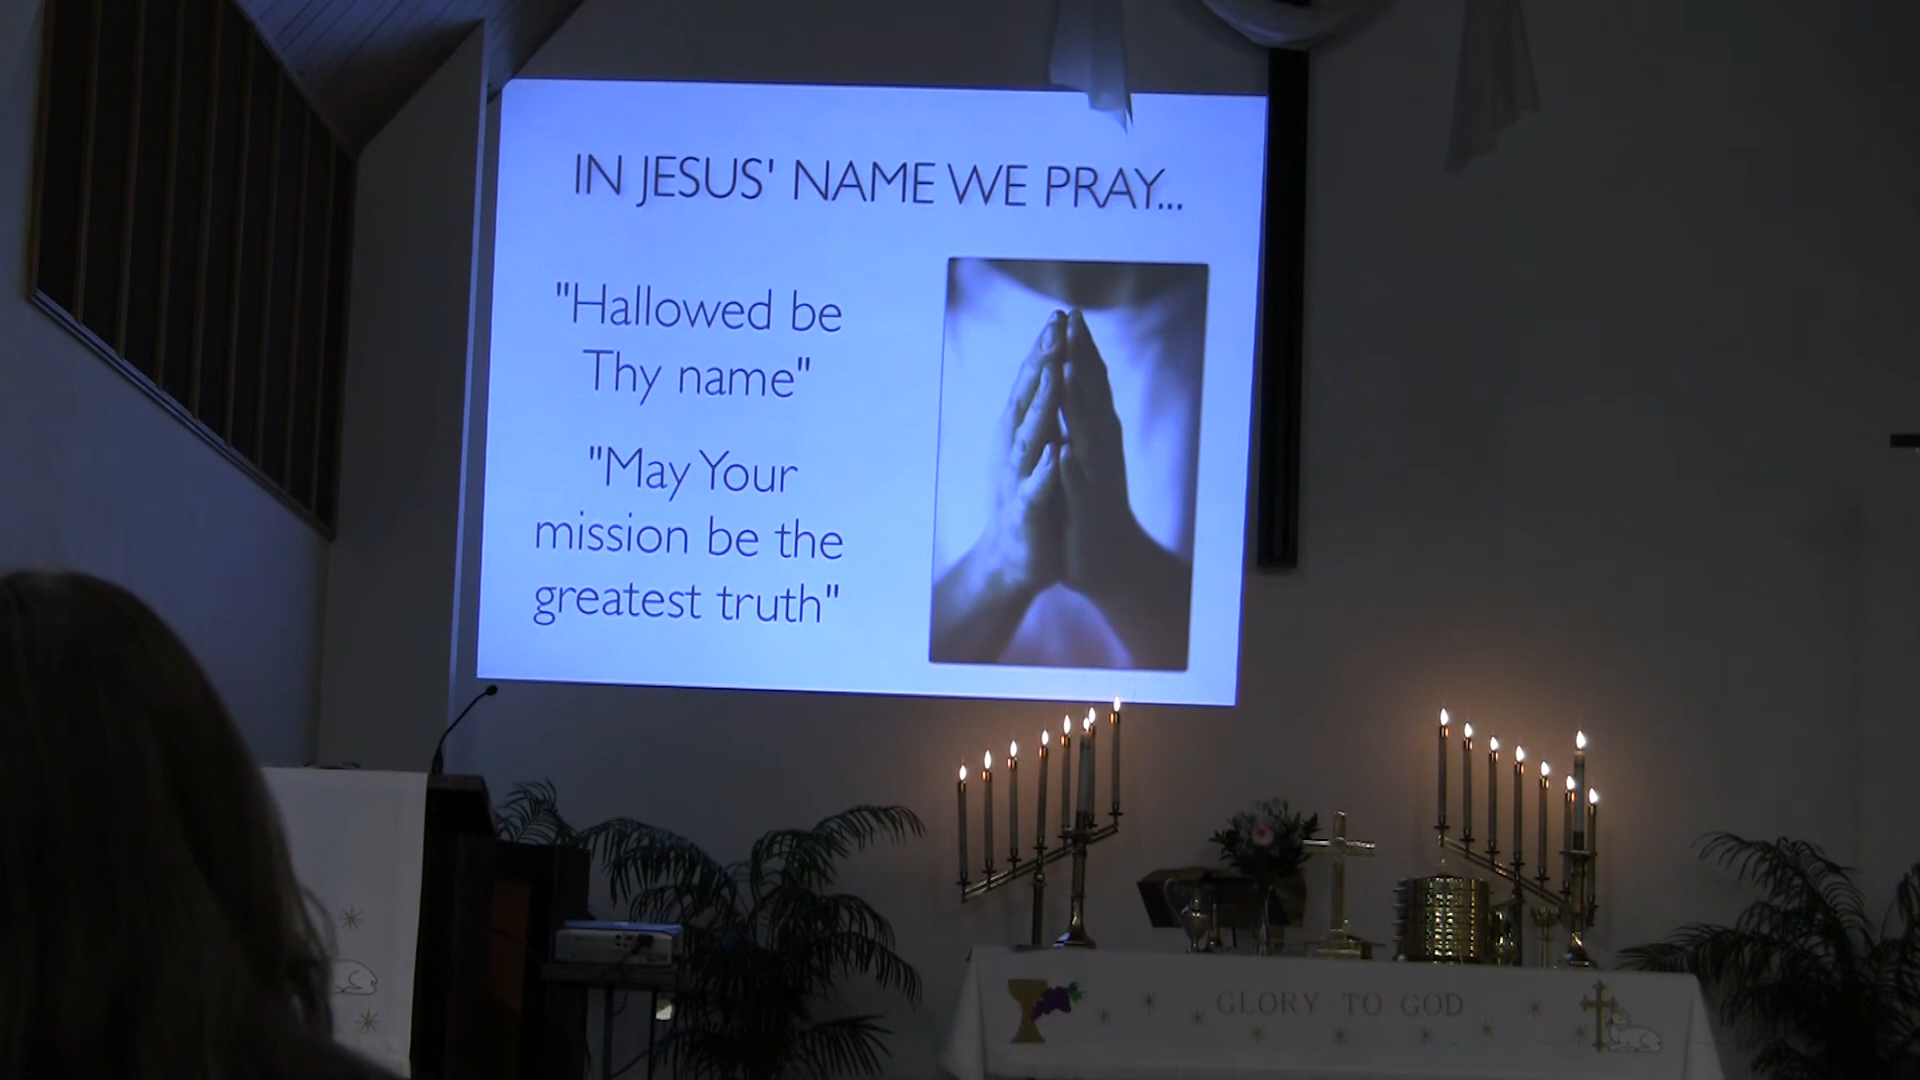 IN JESUS' NAME WE PRAY...
"Hallowed be
Thy name"
"May Your
mission be the
greatest truth"
GLORY TO GOD